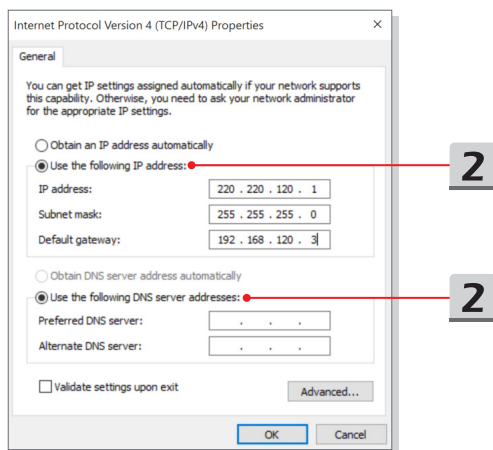 Internet Protocol Version 4 (TCP/IPv4) Properties
General
You can get IP settings assigned automatically if your network supports
this capability. Otherwise, you need to ask your network administrator
for the appropriate IP settings.
Obtain an IP address automatically
Use the following IP address:
2
IP address: 220 . 220 . 120 . 1
Subnet mask: 255 . 255 . 255 . 0
Default gateway: 192 . 168 . 120 . 3
Obtain DNS server address automatically
Use the following DNS server addresses:
2
Preferred DNS server: . . .
Alternate DNS server: . . .
Validate settings upon exit
Advanced...
OK Cancel